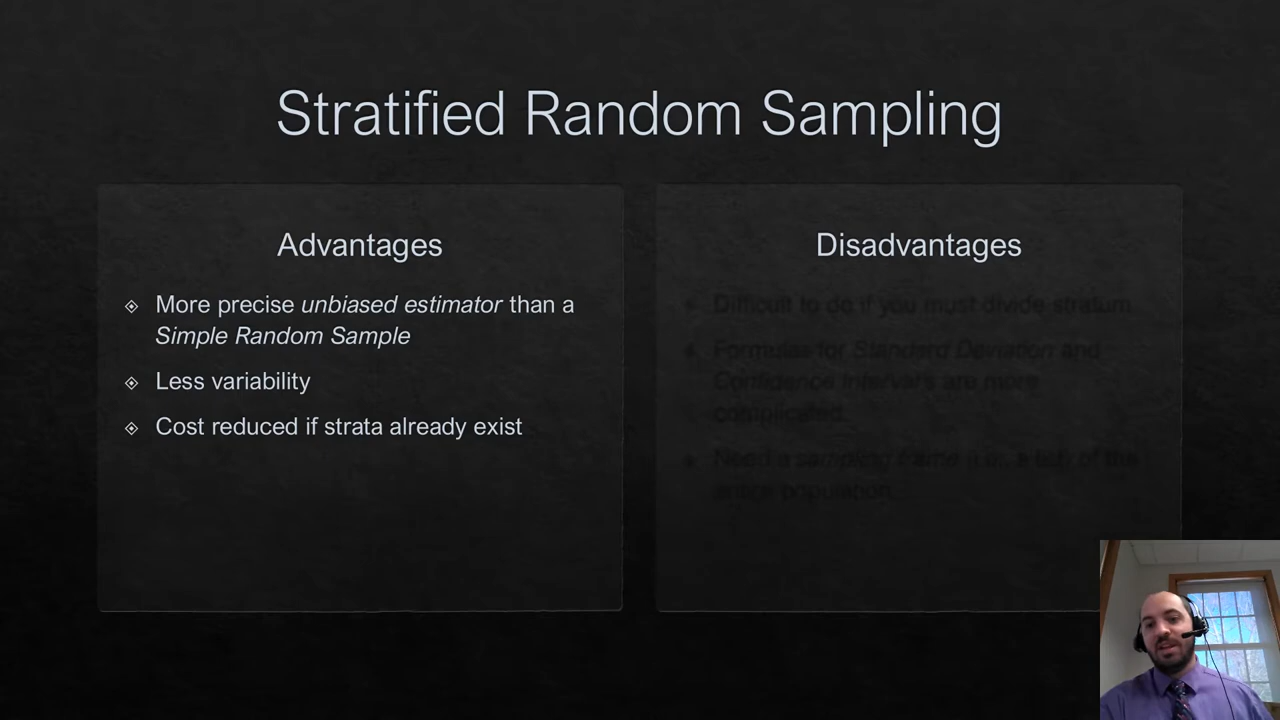 Stratified Random Sampling
Advantages
More precise unbiased estimator than a
Simple Random Sample
Less variability
Cost reduced if strata already exist
Disadvantages
Difficult to do if you must divide stratum
Formulas for Standard Deviation and
Confidence Intervals are more
complicated
Need a sampling frame (i.e., a list) of the
entire population